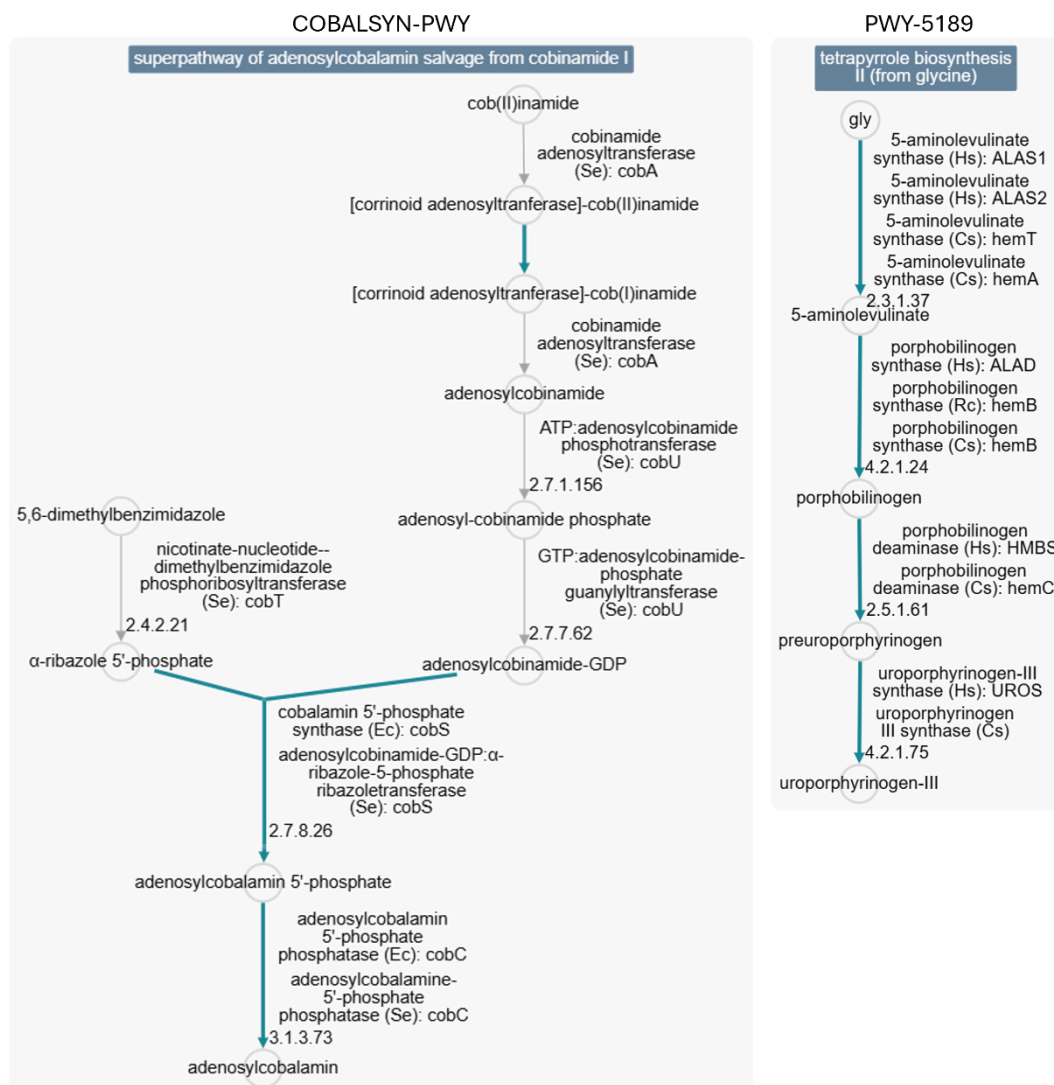 COBALSYN-PWY
superpathway of adenosylcobalamin salvage from cobinamide I
cob(II)inamide
cobinamide
adenosyltransferase
(Se): cobA
[corrinoid adenosyltranferase]-cob(II)inamide
[corrinoid adenosyltranferase]-cob(I)inamide
cobinamide
adenosyltransferase
(Se): cobA
adenosylcobinamide
ATP:adenosylcobinamide
phosphotransferase
(Se): cobU
2.7.1.156
5,6-dimethylbenzimidazole
adenosyl-cobinamide phosphate
nicotinate-nucleotide--
dimethylbenzimidazole
phosphoribosyltransferase
(Se): cobT
2.4.2.21
GTP:adenosylcobinamide-
phosphate
guanylyltransferase
(Se): cobU
2.7.7.62
α-ribazole 5'-phosphate
adenosylcobinamide-GDP
cobalamin 5'-phosphate
synthase (Ec): cobS
adenosylcobinamide-GDP:α-
ribazole-5-phosphate
ribazoletransferase
(Se): cobS
2.7.8.26
adenosylcobalamin 5'-phosphate
adenosylcobalamin
5'-phosphate
phosphatase (Ec): cobC
adenosylcobalamine-
5'-phosphate
phosphatase (Se): cobC
3.1.3.73
adenosylcobalamin
PWY-5189
tetrapyrrole biosynthesis
II (from glycine)
gly
5-aminolevulinate
synthase (Hs): ALAS1
5-aminolevulinate
synthase (Hs): ALAS2
5-aminolevulinate
synthase (Cs): hemT
5-aminolevulinate
synthase (Cs): hemA
2.3.1.37
5-aminolevulinate
porphobilinogen
synthase (Hs): ALAD
porphobilinogen
synthase (Rc): hemB
porphobilinogen
synthase (Cs): hemB
4.2.1.24
porphobilinogen
porphobilinogen
deaminase (Hs): HMBS
porphobilinogen
deaminase (Cs): hemC
2.5.1.61
preuroporphyrinogen
uroporphyrinogen-III
synthase (Hs): UROS
uroporphyrinogen
III synthase (Cs)
4.2.1.75
uroporphyrinogen-III